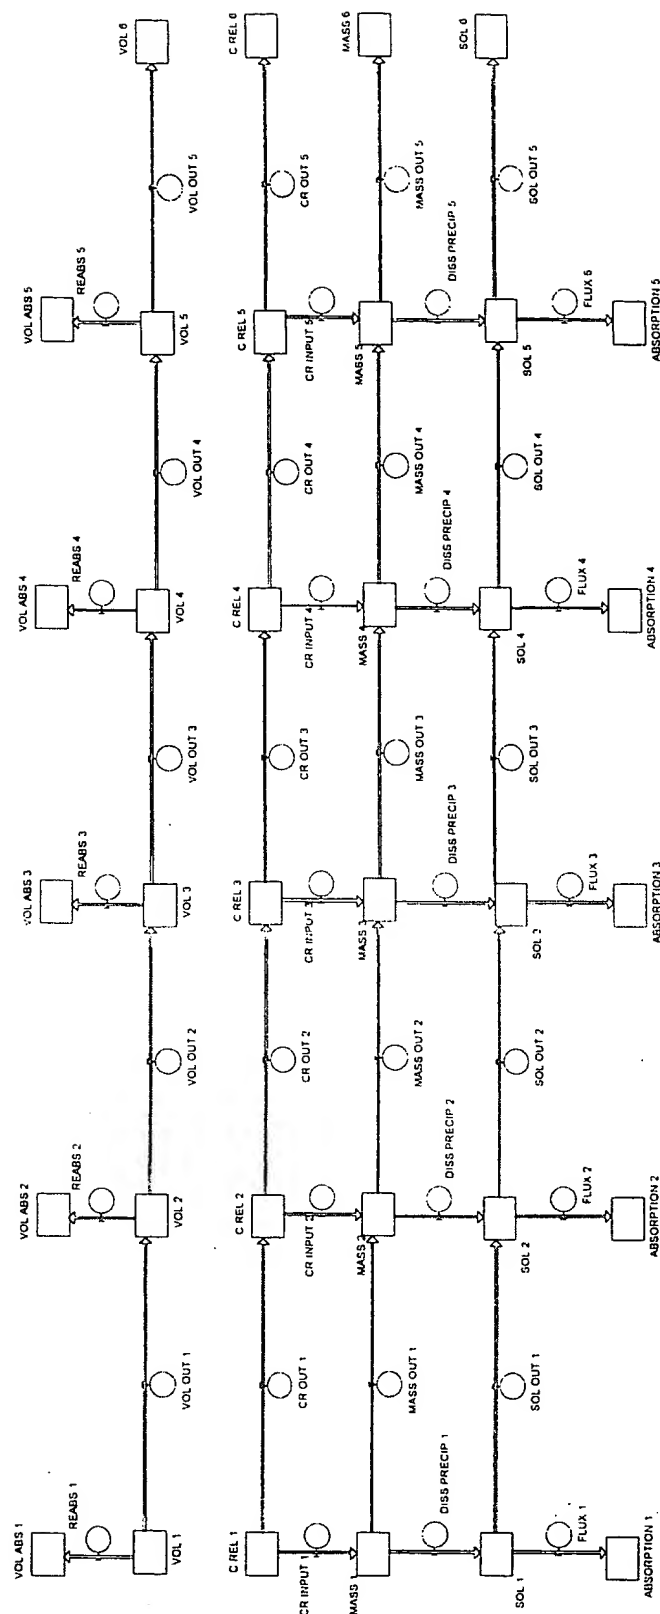 VOL ABS 1
VOL ABS 2
VOL ABS 3
VOL ABS 4
VOL ABS 5
REABS 1
REABS 2
REABS 3
REABS 4
REABS 5
VOL 1
VOL OUT 1
VOL 2
VOL OUT 2
VOL 3
VOL OUT 3
VOL 4
VOL OUT 4
VOL 5
VOL OUT 5
VOL 6
C REL 1
CR OUT 1
C REL 2
CR OUT 2
C REL 3
CR OUT 3
C REL 4
CR OUT 4
C REL 5
CR OUT 5
C REL 6
CR INPUT 1
CR INPUT 2
CR INPUT 3
CR INPUT 4
CR INPUT 5
MASS 1
MASS OUT 1
MASS 2
MASS OUT 2
MASS 3
MASS OUT 3
MASS 4
MASS OUT 4
MASS 5
MASS OUT 5
MASS 6
DISS PRECIP 1
DISS PRECIP 2
DISS PRECIP 3
DISS PRECIP 4
DISS PRECIP 5
SOL 1
SOL OUT 1
SOL 2
SOL OUT 2
SOL 3
SOL OUT 3
SOL 4
SOL OUT 4
SOL 5
SOL OUT 5
SOL 6
FLUX 1
FLUX 2
FLUX 3
FLUX 4
FLUX 5
ABSORPTION 1
ABSORPTION 2
ABSORPTION 3
ABSORPTION 4
ABSORPTION 5